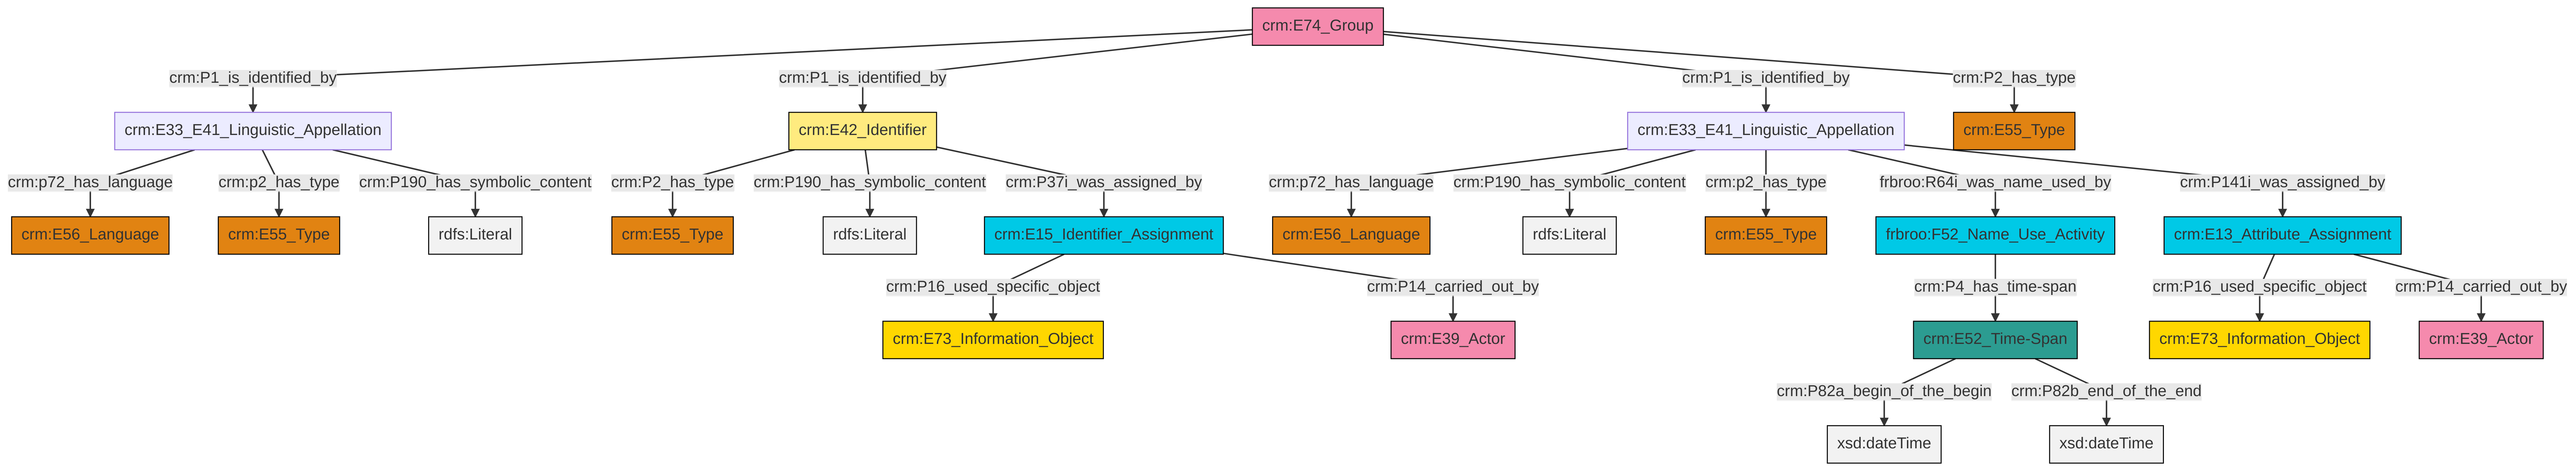 crm:E74_Group
crm:P1_is_identified_by
crm:P1_is_identified_by
crm:P1_is_identified_by
crm:P2_has_type
crm:E33_E41_Linguistic_Appellation
crm:E42_Identifier
crm:E33_E41_Linguistic_Appellation
crm:E55_Type
crm:p72_has_language
crm:p2_has_type
crm:P190_has_symbolic_content
crm:P2_has_type
crm:P190_has_symbolic_content
crm:P37i_was_assigned_by
crm:p72_has_language
crm:P190_has_symbolic_content
crm:p2_has_type
frbroo:R64i_was_name_used_by
crm:P141i_was_assigned_by
crm:E56_Language
crm:E55_Type
rdfs:Literal
crm:E55_Type
rdfs:Literal
crm:E15_Identifier_Assignment
crm:E56_Language
rdfs:Literal
crm:E55_Type
frbroo:F52_Name_Use_Activity
crm:E13_Attribute_Assignment
crm:P16_used_specific_object
crm:P14_carried_out_by
crm:P4_has_time-span
crm:P16_used_specific_object
crm:P14_carried_out_by
crm:E73_Information_Object
crm:E39_Actor
crm:E52_Time-Span
crm:E73_Information_Object
crm:E39_Actor
crm:P82a_begin_of_the_begin
crm:P82b_end_of_the_end
xsd:dateTime
xsd:dateTime